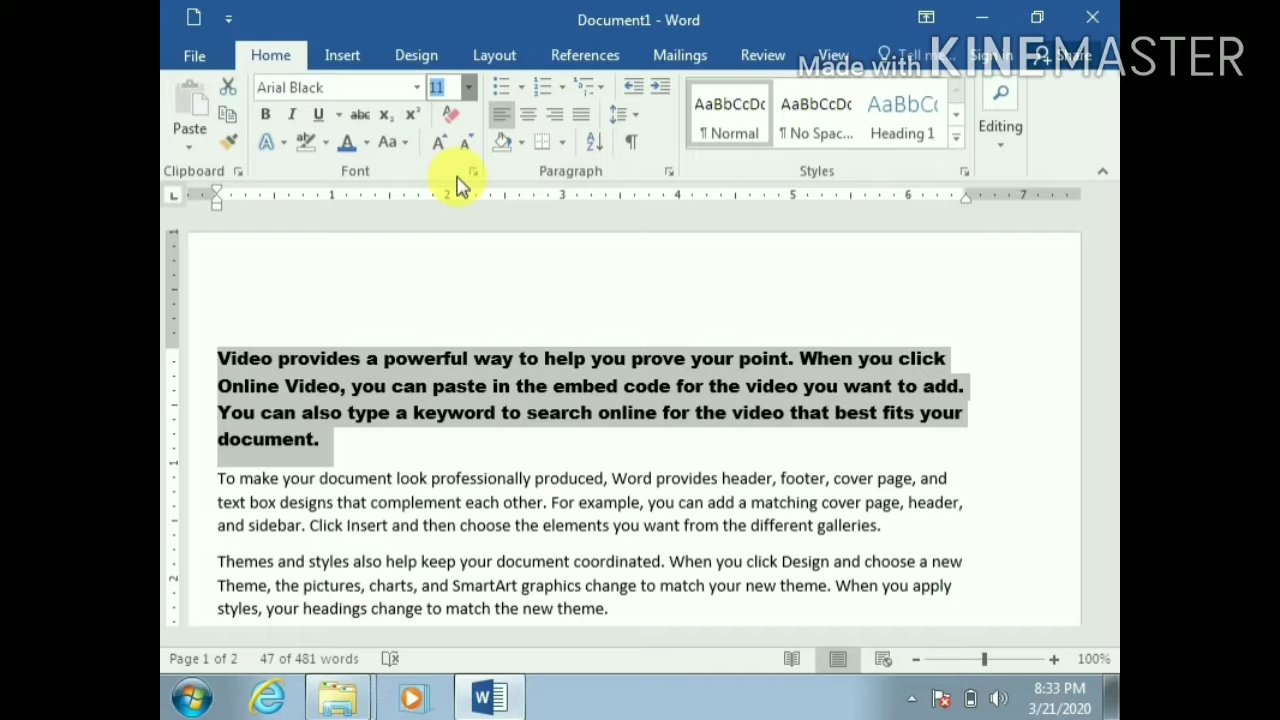 Document1 - Word
File Home Insert Design Layout References Mailings Review View Tell me Sign in Share
Made with KINEMASTER
Arial Black 11
AaBbCcDc AaBbCcDc AaBbCc
Paste
¶ Normal ¶ No Spac... Heading 1
Editing
Clipboard Font Paragraph Styles
1 2 3 4 5 6 7
Video provides a powerful way to help you prove your point. When you click
Online Video, you can paste in the embed code for the video you want to add.
You can also type a keyword to search online for the video that best fits your
document.
To make your document look professionally produced, Word provides header, footer, cover page, and
text box designs that complement each other. For example, you can add a matching cover page, header,
and sidebar. Click Insert and then choose the elements you want from the different galleries.
Themes and styles also help keep your document coordinated. When you click Design and choose a new
Theme, the pictures, charts, and SmartArt graphics change to match your new theme. When you apply
styles, your headings change to match the new theme.
Page 1 of 2 47 of 481 words 100%
8:33 PM
3/21/2020